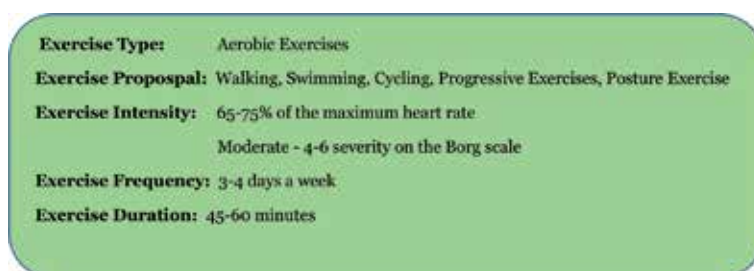 Exercise Type: Aerobic Exercises
Exercise Propospal: Walking, Swimming, Cycling, Progressive Exercises, Posture Exercise
Exercise Intensity: 65-75% of the maximum heart rate
Moderate - 4-6 severity on the Borg scale
Exercise Frequency: 3-4 days a week
Exercise Duration: 45-60 minutes